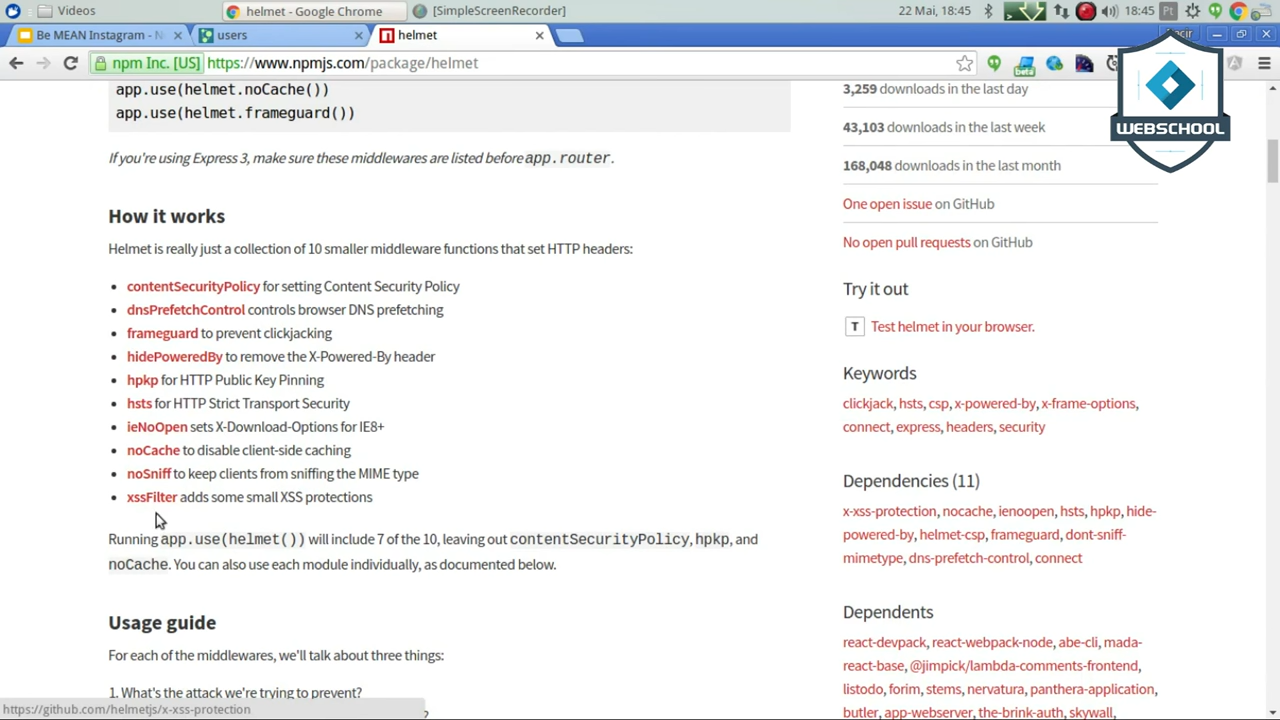 Videos
helmet - Google Chrome
[SimpleScreenRecorder]
22 Mai, 18:45
18:45
Pt
Be MEAN Instagram - N
users
helmet
npm Inc. [US]
https://www.npmjs.com/package/helmet
beta
WEBSCHOOL
app.use(helmet.noCache())
app.use(helmet.frameguard())
If you're using Express 3, make sure these middlewares are listed before app.router.
How it works
Helmet is really just a collection of 10 smaller middleware functions that set HTTP headers:
• contentSecurityPolicy for setting Content Security Policy
• dnsPrefetchControl controls browser DNS prefetching
• frameguard to prevent clickjacking
• hidePoweredBy to remove the X-Powered-By header
• hpkp for HTTP Public Key Pinning
• hsts for HTTP Strict Transport Security
• ieNoOpen sets X-Download-Options for IE8+
• noCache to disable client-side caching
• noSniff to keep clients from sniffing the MIME type
• xssFilter adds some small XSS protections
Running app.use(helmet()) will include 7 of the 10, leaving out contentSecurityPolicy, hpkp, and
noCache. You can also use each module individually, as documented below.
Usage guide
For each of the middlewares, we'll talk about three things:
1. What's the attack we're trying to prevent?
https://github.com/helmetjs/x-xss-protection
3,259 downloads in the last day
43,103 downloads in the last week
168,048 downloads in the last month
One open issue on GitHub
No open pull requests on GitHub
Try it out
T Test helmet in your browser.
Keywords
clickjack, hsts, csp, x-powered-by, x-frame-options,
connect, express, headers, security
Dependencies (11)
x-xss-protection, nocache, ienoopen, hsts, hpkp, hide-
powered-by, helmet-csp, frameguard, dont-sniff-
mimetype, dns-prefetch-control, connect
Dependents
react-devpack, react-webpack-node, abe-cli, mada-
react-base, @jimpick/lambda-comments-frontend,
listodo, forim, stems, nervatura, panthera-application,
butler, app-webserver, the-brink-auth, skywall,